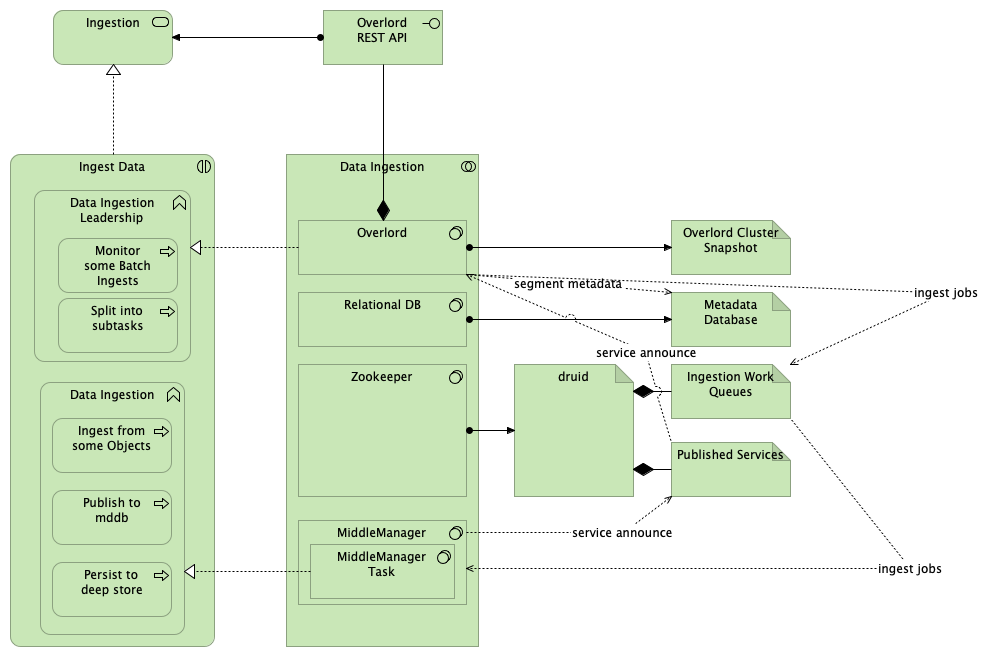 Ingestion
Overlord
REST API
Ingest Data
Data Ingestion
Leadership
Monitor
some Batch
Ingests
Split into
subtasks
Data Ingestion
Ingest from
some Objects
Publish to
mddb
Persist to
deep store
Data Ingestion
Overlord
Relational DB
Zookeeper
MiddleManager
MiddleManager
Task
Overlord Cluster
Snapshot
segment metadata
ingest jobs
Metadata
Database
service announce
druid
Ingestion Work
Queues
Published Services
service announce
ingest jobs